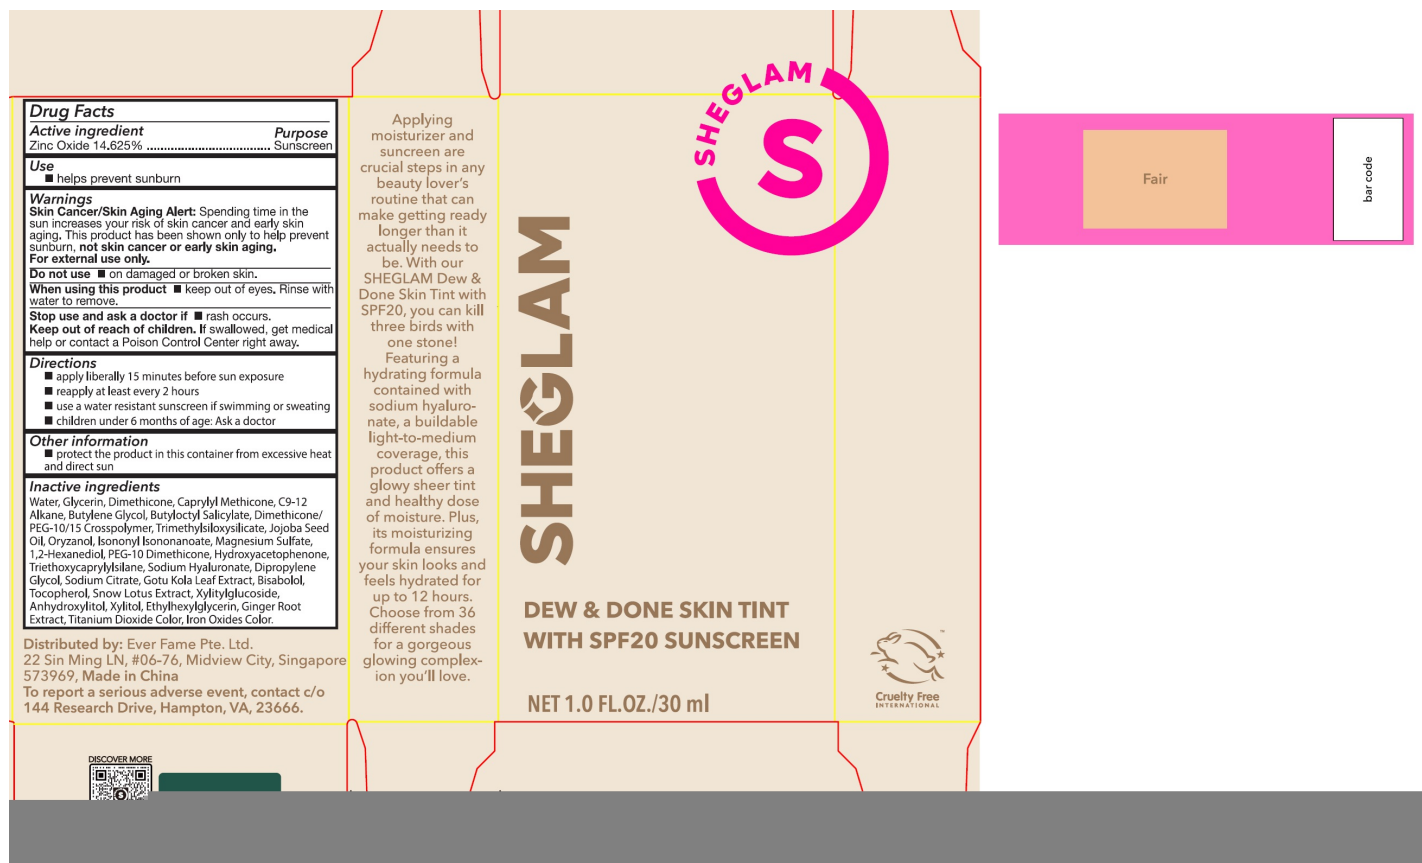 Drug Facts
Active ingredient Purpose
Zinc Oxide 14.625% ................................ Sunscreen
Use
■ helps prevent sunburn
Warnings
Skin Cancer/Skin Aging Alert: Spending time in the
sun increases your risk of skin cancer and early skin
aging. This product has been shown only to help prevent
sunburn, not skin cancer or early skin aging.
For external use only.
Do not use ■ on damaged or broken skin.
When using this product ■ keep out of eyes. Rinse with
water to remove.
Stop use and ask a doctor if ■ rash occurs.
Keep out of reach of children. If swallowed, get medical
help or contact a Poison Control Center right away.
Directions
■ apply liberally 15 minutes before sun exposure
■ reapply at least every 2 hours
■ use a water resistant sunscreen if swimming or sweating
■ children under 6 months of age: Ask a doctor
Other information
■ protect the product in this container from excessive heat
and direct sun
Inactive ingredients
Water, Glycerin, Dimethicone, Caprylyl Methicone, C9-12
Alkane, Butylene Glycol, Butyloctyl Salicylate, Dimethicone/
PEG-10/15 Crosspolymer, Trimethylsiloxysilicate, Jojoba Seed
Oil, Oryzanol, Isononyl Isononanoate, Magnesium Sulfate,
1,2-Hexanediol, PEG-10 Dimethicone, Hydroxyacetophenone,
Triethoxycaprylylsilane, Sodium Hyaluronate, Dipropylene
Glycol, Sodium Citrate, Gotu Kola Leaf Extract, Bisabolol,
Tocopherol, Snow Lotus Extract, Xylitylglucoside,
Anhydroxylitol, Xylitol, Ethylhexylglycerin, Ginger Root
Extract, Titanium Dioxide Color, Iron Oxides Color.
Distributed by: Ever Fame Pte. Ltd.
22 Sin Ming LN, #06-76, Midview City, Singapore
573969, Made in China
To report a serious adverse event, contact c/o
144 Research Drive, Hampton, VA, 23666.
DISCOVER MORE
S
Applying
moisturizer and
suncreen are
crucial steps in any
beauty lover's
routine that can
make getting ready
longer than it
actually needs to
be. With our
SHEGLAM Dew &
Done Skin Tint with
SPF20, you can kill
three birds with
one stone!
Featuring a
hydrating formula
contained with
sodium hyaluro-
nate, a buildable
light-to-medium
coverage, this
product offers a
glowy sheer tint
and healthy dose
of moisture. Plus,
its moisturizing
formula ensures
your skin looks and
feels hydrated for
up to 12 hours.
Choose from 36
different shades
for a gorgeous
glowing complex-
ion you'll love.
SHEGLAM
S
SHEGLAM
DEW & DONE SKIN TINT
WITH SPF20 SUNSCREEN
NET 1.0 FL.OZ./30 ml
TM
Cruelty Free
INTERNATIONAL
Fair
bar code